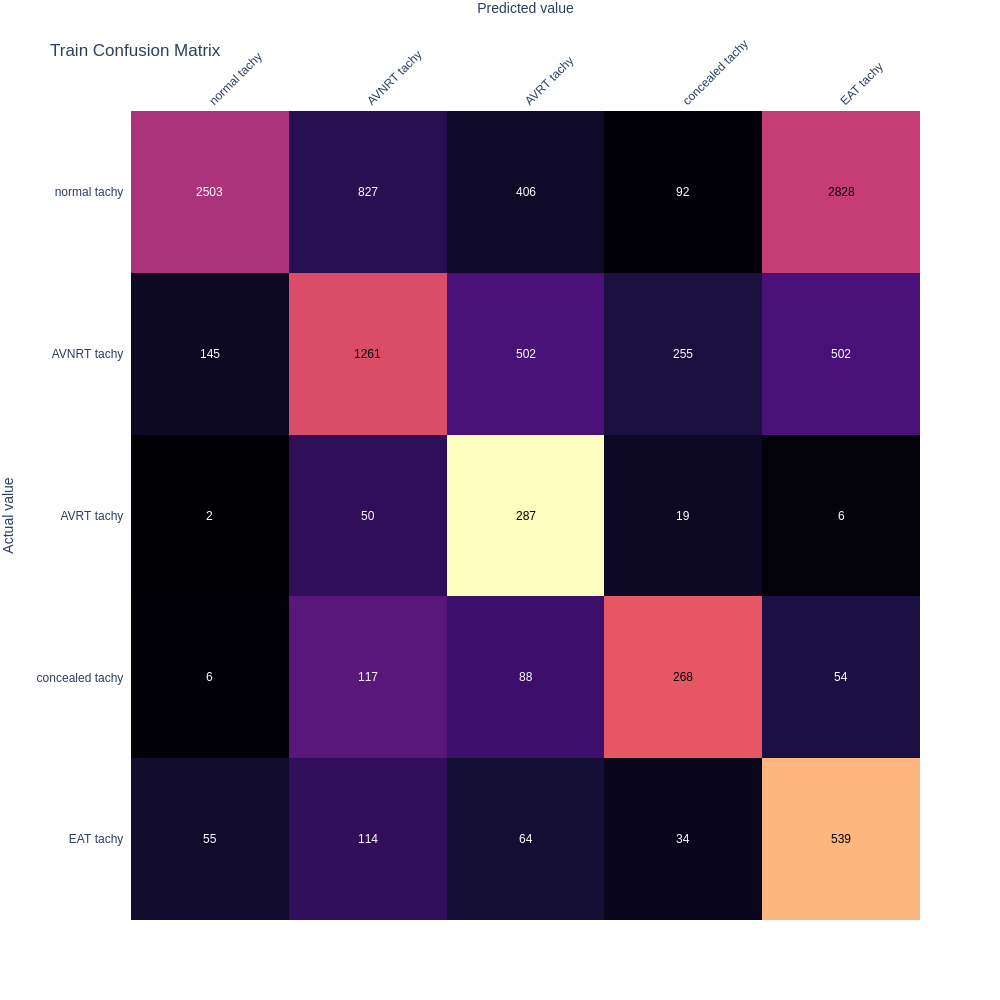 Predicted value
Train Confusion Matrix
normal tachy
AVNRT tachy
AVRT tachy
concealed tachy
EAT tachy
normal tachy 2503 827 406 92 2828
AVNRT tachy 145 1261 502 255 502
AVRT tachy 2 50 287 19 6
concealed tachy 6 117 88 268 54
EAT tachy 55 114 64 34 539
Actual value